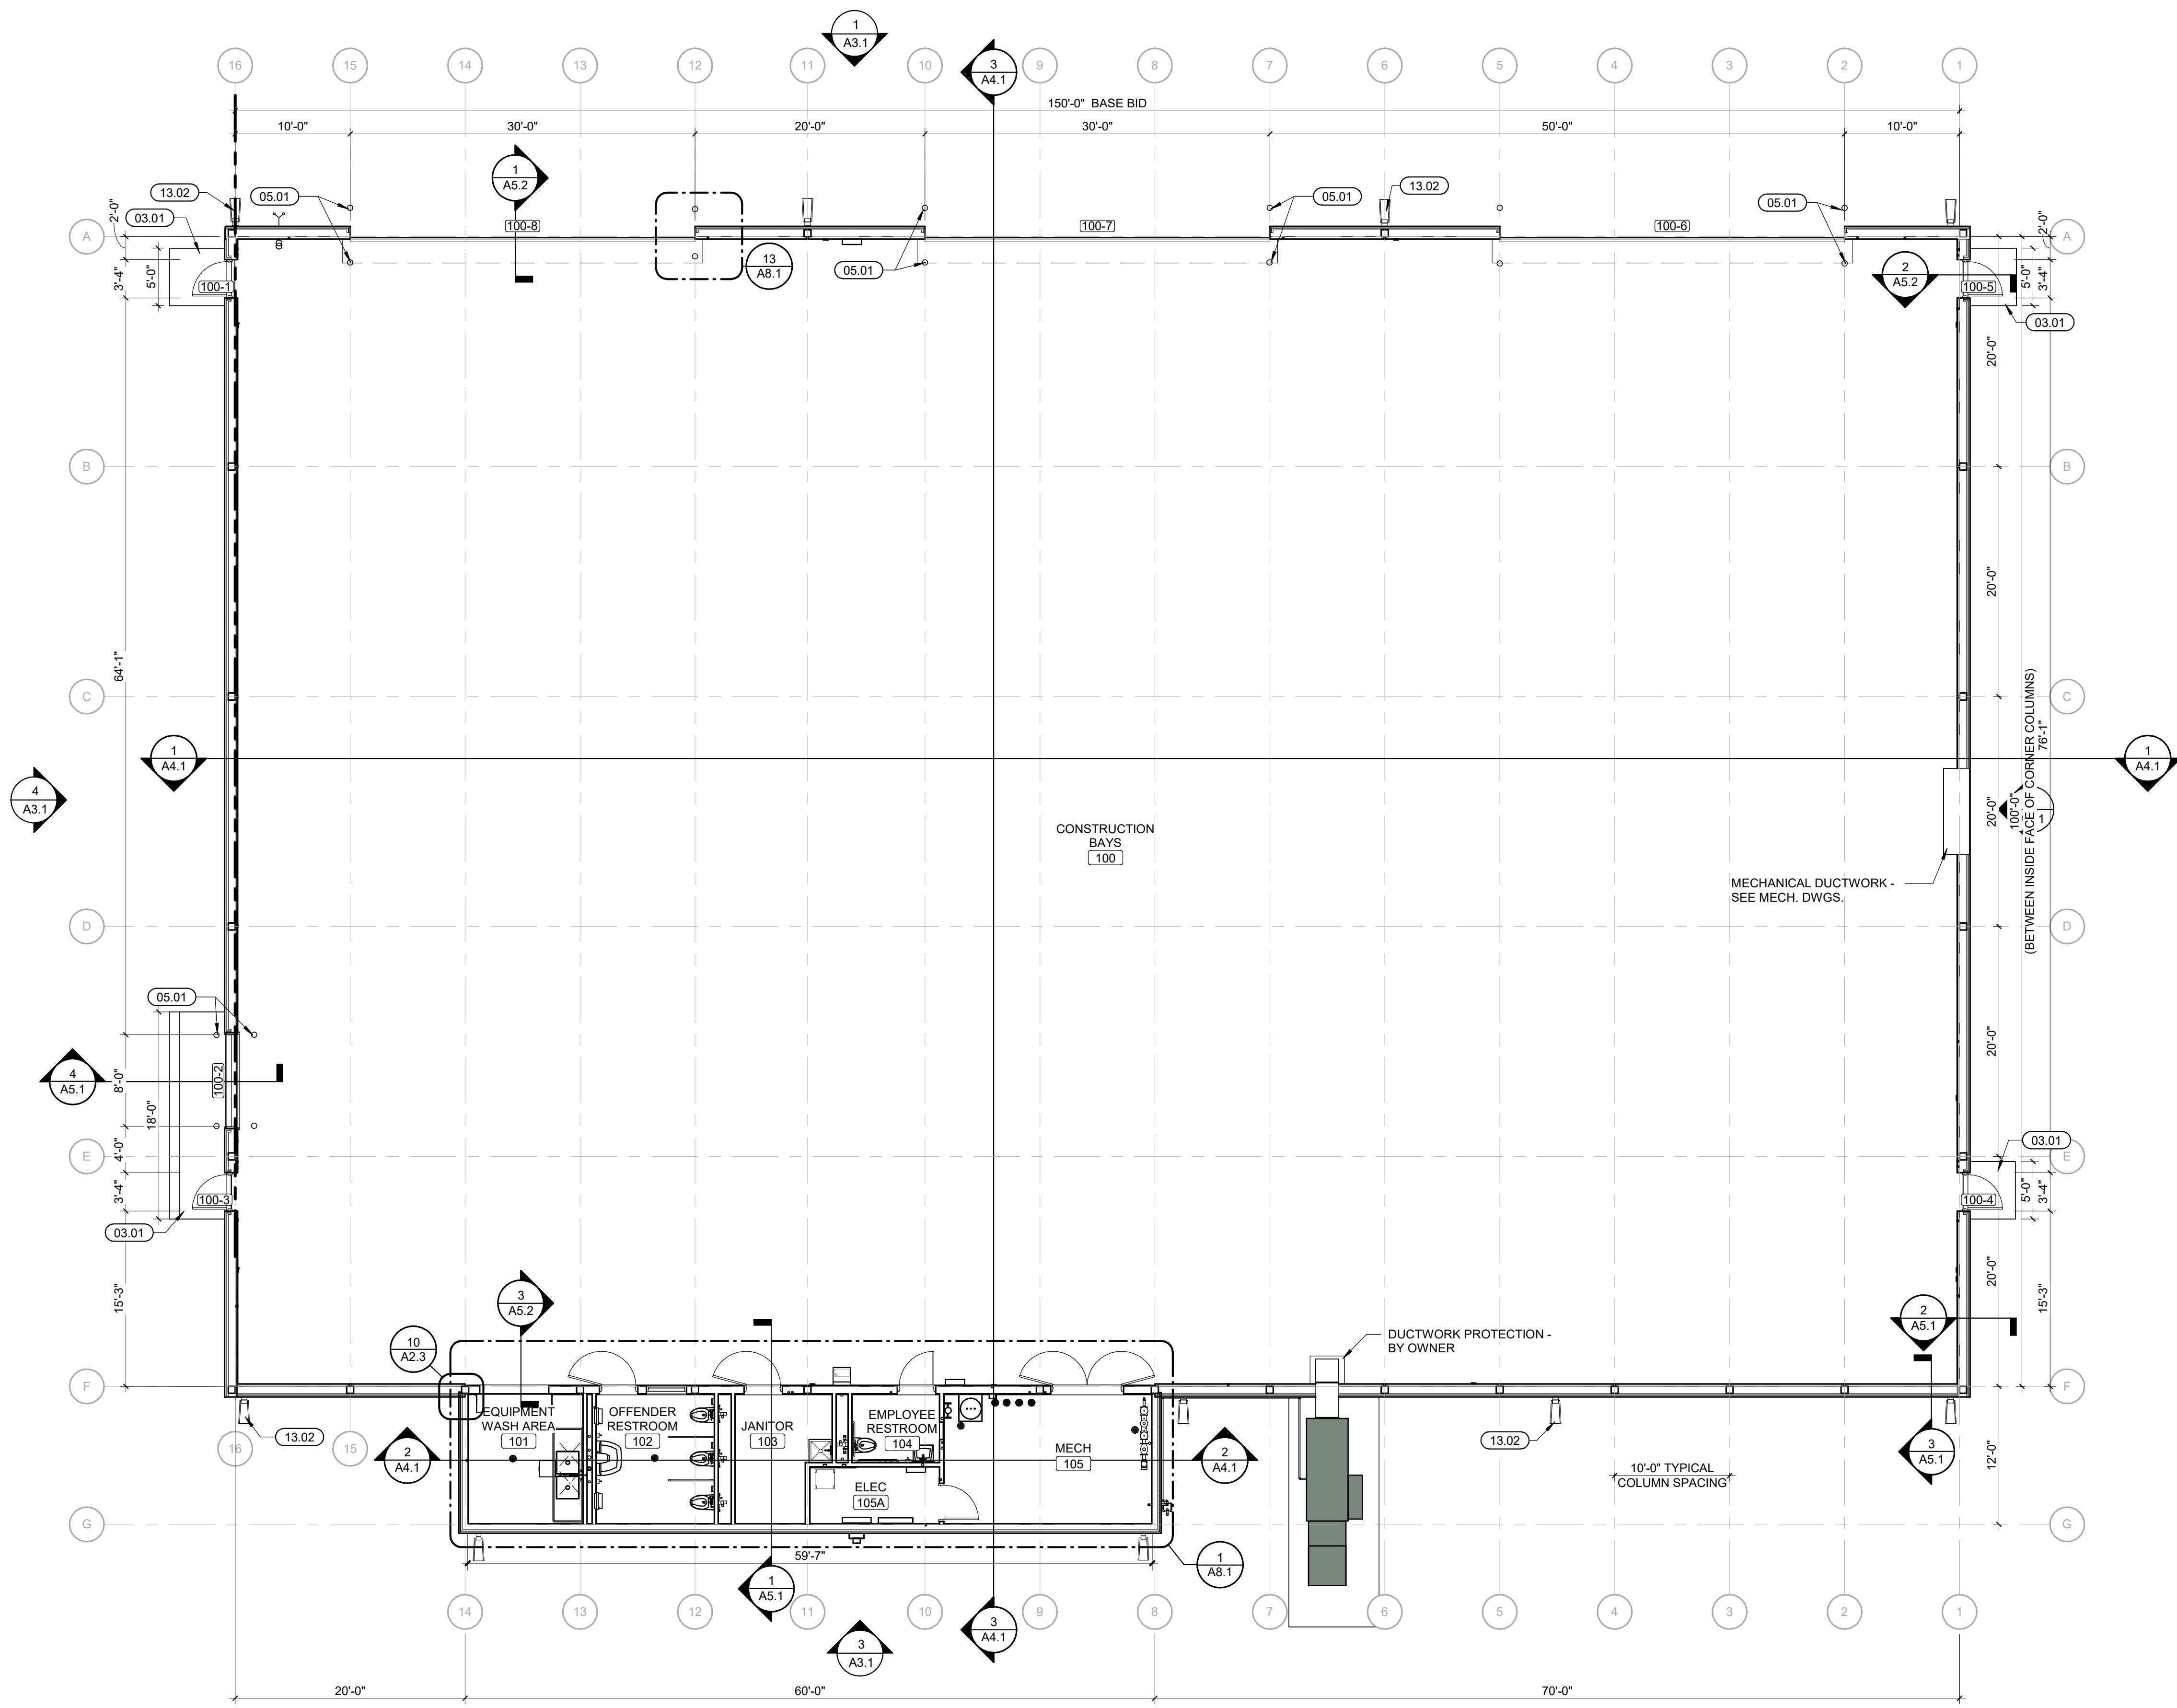 1
A3.1
16
15
14
13
12
11
10
9
8
7
6
5
4
3
2
1
3
A4.1
150'-0" BASE BID
10'-0"
30'-0"
20'-0"
30'-0"
50'-0"
10'-0"
1
A5.2
13.02
05.01
03.01
2'-0"
13.02
05.01
05.01
2'-0"
A
100-8
100-7
100-6
A
3'-4"
5'-0"
100-1
05.01
13
A8.1
2
A5.2
100-5
5'-0"
3'-4"
03.01
20'-0"
B
B
20'-0"
64'-1"
C
C
1
A4.1
1
A4.1
4
A3.1
CONSTRUCTION
BAYS
100
20'-0"
100'-0"
(BETWEEN INSIDE FACE OF CORNER COLUMNS)
76'-1"
1
MECHANICAL DUCTWORK -
SEE MECH. DWGS.
D
D
05.01
20'-0"
4
A5.1
8'-0"
18'-0"
100-2
E
4'-0"
03.01
E
3'-4"
100-3
100-4
5'-0"
3'-4"
03.01
15'-3"
20'-0"
15'-3"
3
A5.2
10
A2.3
DUCTWORK PROTECTION -
BY OWNER
2
A5.1
F
F
EQUIPMENT
WASH AREA
101
OFFENDER
RESTROOM
102
JANITOR
103
EMPLOYEE
RESTROOM
104
MECH
105
ELEC
105A
13.02
16
15
2
A4.1
2
A4.1
13.02
3
A5.1
10'-0" TYPICAL
COLUMN SPACING
12'-0"
G
G
59'-7"
1
A8.1
1
A5.1
14
13
12
11
10
9
8
7
6
5
4
3
2
1
3
A4.1
3
A3.1
20'-0"
60'-0"
70'-0"